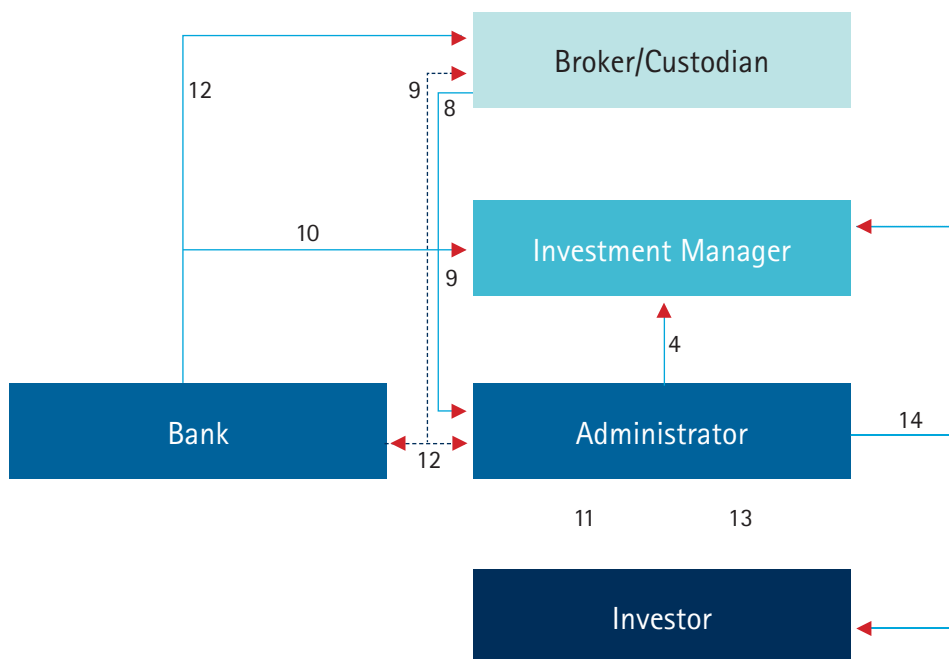 Broker/Custodian
12
9
8
10
Investment Manager
9
4
Bank
Administrator
14
12
11
13
Investor